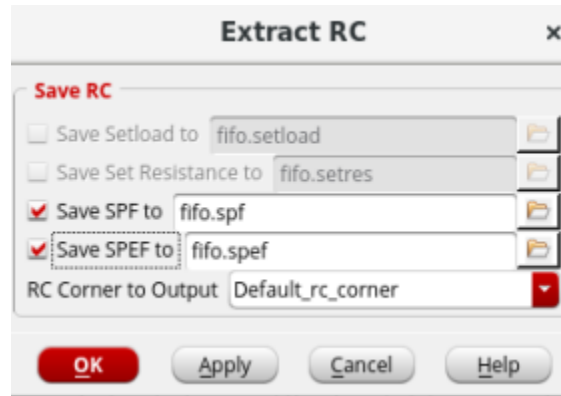 Extract RC ×
Save RC
Save Setload to fifo.setload
Save Set Resistance to fifo.setres
Save SPF to fifo.spf
Save SPEF to fifo.spef
RC Corner to Output Default_rc_corner
OK Apply Cancel Help